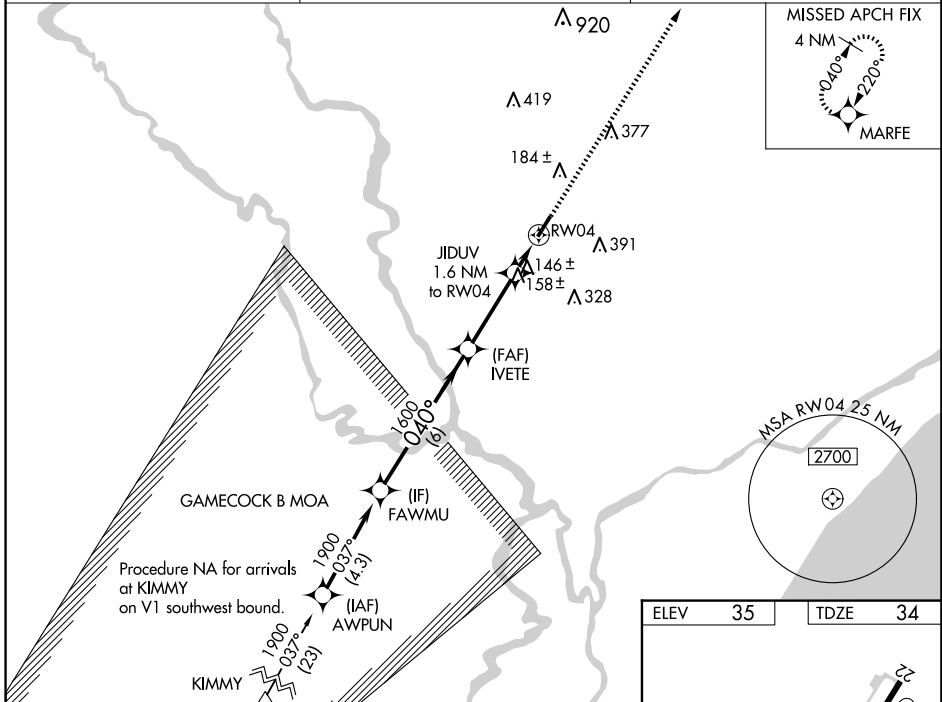 920
MISSED APCH FIX
4 NM
040°
220°
MARFE
419
377
184 ±
RW04
391
JIDUV
1.6 NM
to RW04
146 ±
158 ±
328
(FAF)
IVETE
1600
040°
(6)
MSA RW04 25 NM
2700
GAMECOCK B MOA
(IF)
FAWMU
1900
037°
(4.3)
Procedure NA for arrivals
at KIMMY
on V1 southwest bound.
(IAF)
AWPUN
1900
037°
(23)
KIMMY
ELEV 35
TDZE 34
22